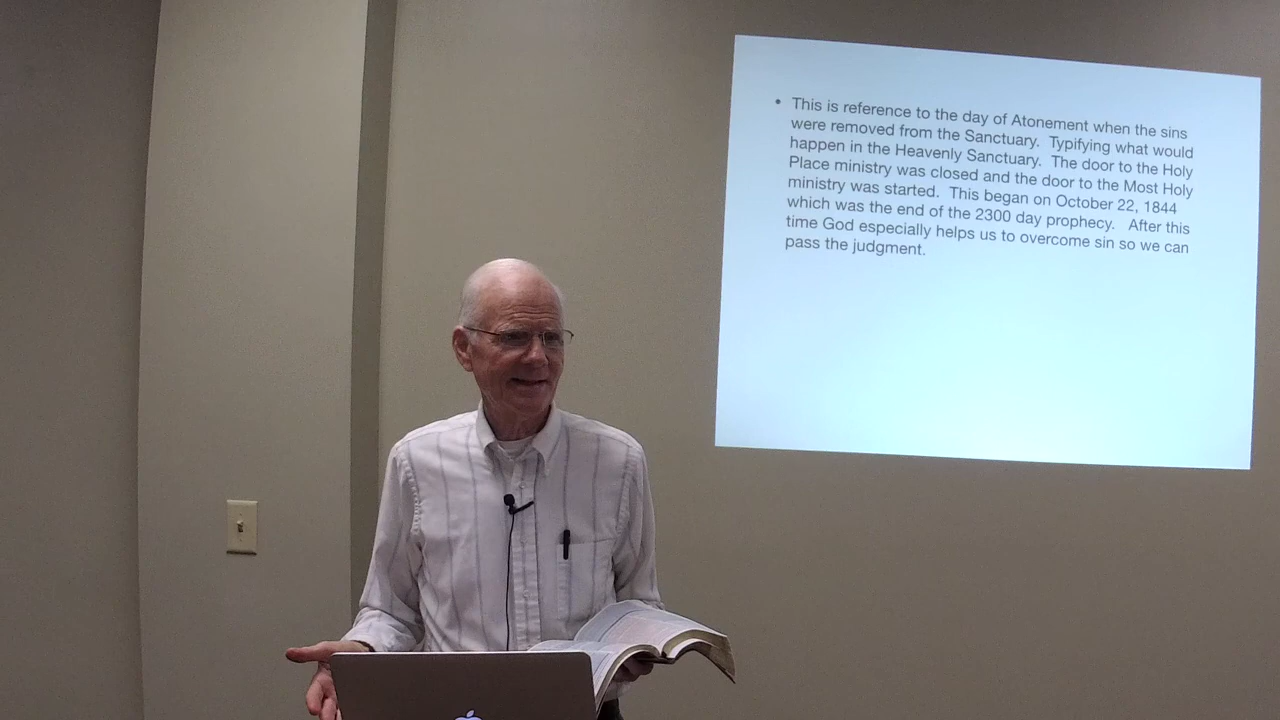 • This is reference to the day of Atonement when the sins
were removed from the Sanctuary. Typifying what would
happen in the Heavenly Sanctuary. The door to the Holy
Place ministry was closed and the door to the Most Holy
ministry was started. This began on October 22, 1844
which was the end of the 2300 day prophecy. After this
time God especially helps us to overcome sin so we can
pass the judgment.